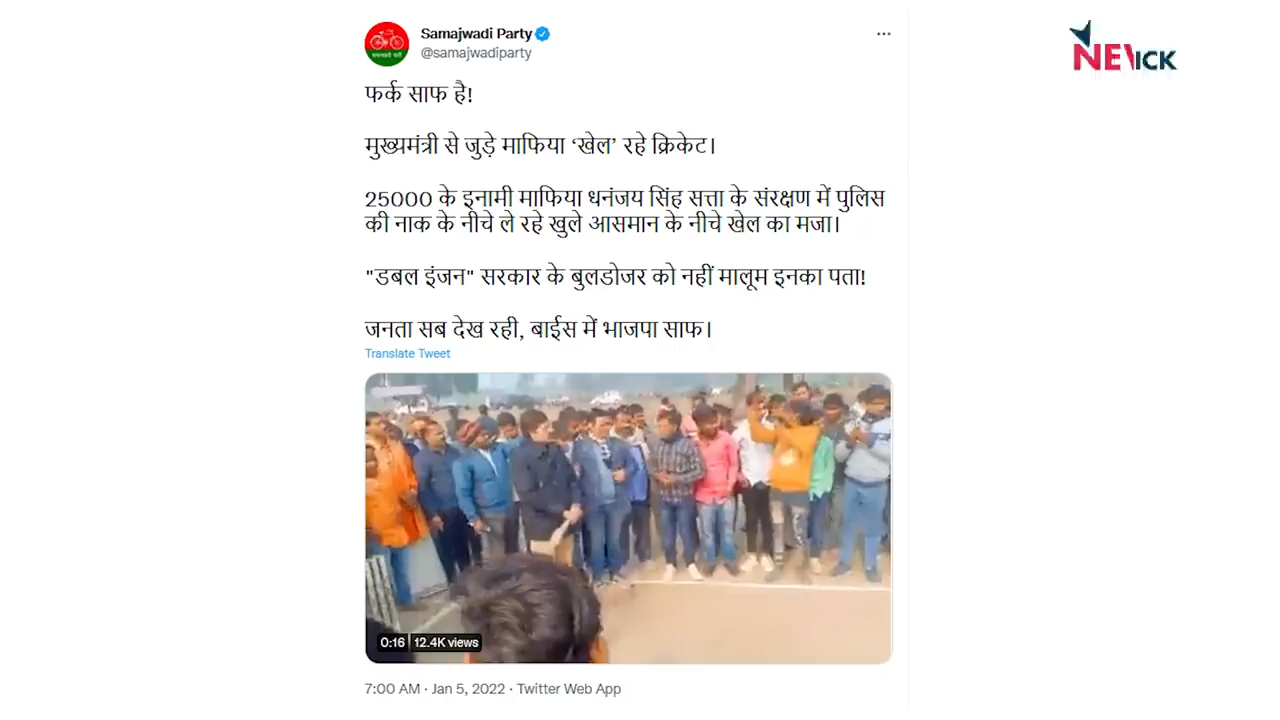 Samajwadi Party
@samajwadiparty
NEWICK
फर्क साफ है!
मुख्यमंत्री से जुड़े माफिया ‘खेल’ रहे क्रिकेट।
25000 के इनामी माफिया धनंजय सिंह सत्ता के संरक्षण में पुलिस
की नाक के नीचे ले रहे खुले आसमान के नीचे खेल का मजा।
"डबल इंजन" सरकार के बुलडोजर को नहीं मालूम इनका पता!
जनता सब देख रही, बाईस में भाजपा साफ।
Translate Tweet
0:16 12.4K views
7:00 AM · Jan 5, 2022 · Twitter Web App